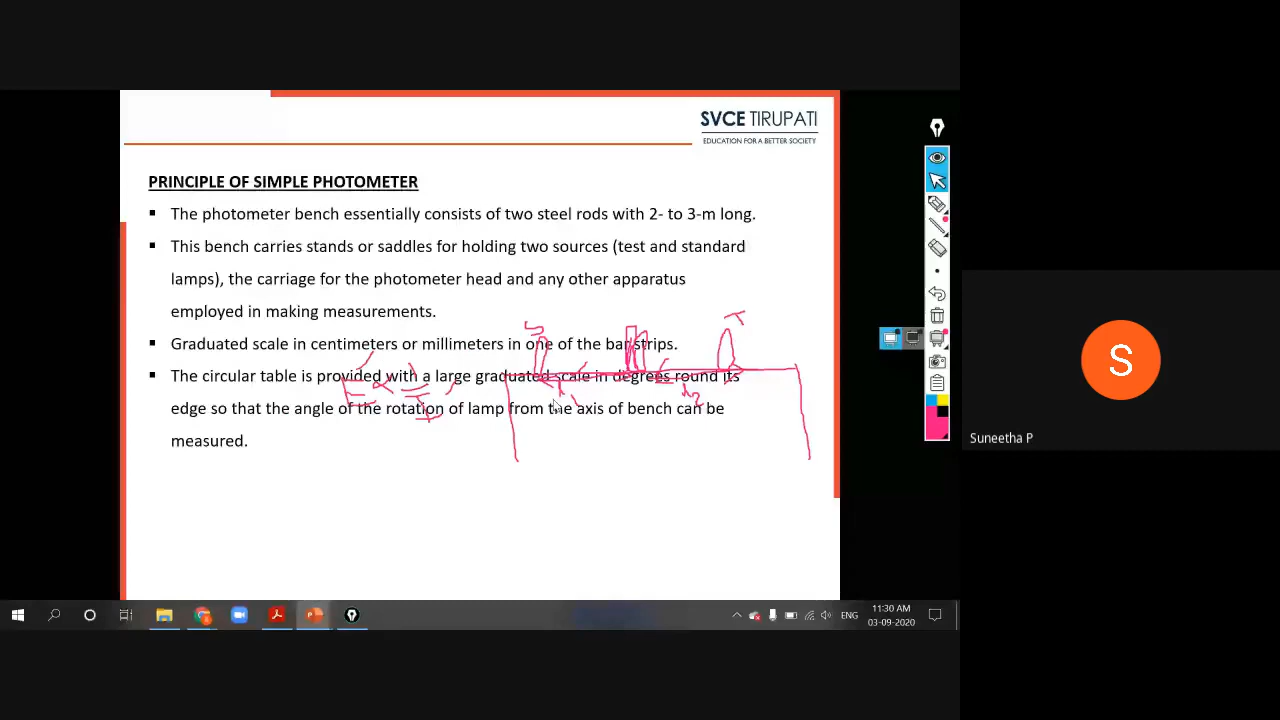 SVCE TIRUPATI
EDUCATION FOR A BETTER SOCIETY
PRINCIPLE OF SIMPLE PHOTOMETER
▪ The photometer bench essentially consists of two steel rods with 2- to 3-m long.
▪ This bench carries stands or saddles for holding two sources (test and standard
lamps), the carriage for the photometer head and any other apparatus
employed in making measurements.
S
T
▪ Graduated scale in centimeters or millimeters in one of the bar strips.
▪ The circular table is provided with a large graduated scale in degrees round its
edge so that the angle of the rotation of lamp from the axis of bench can be
measured.
S
Suneetha P
ENG
11:30 AM
03-09-2020